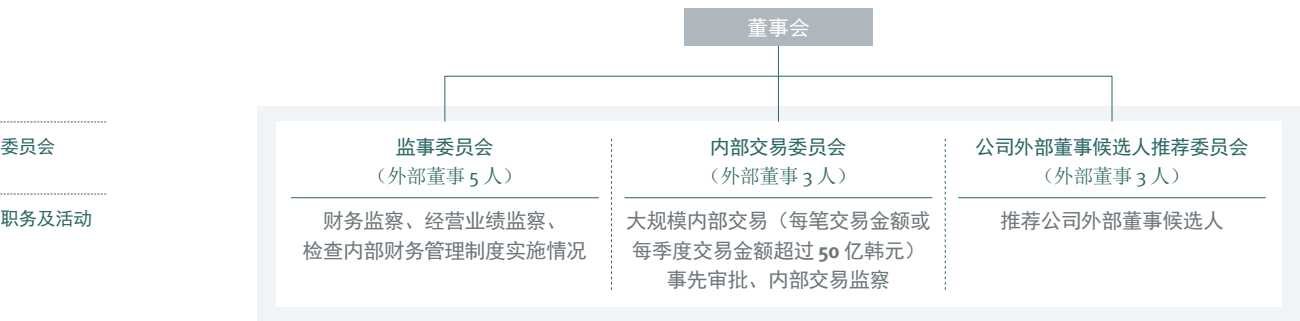 董事会
委员会
监事委员会
（外部董事 5 人）
内部交易委员会
（外部董事 3 人）
公司外部董事候选人推荐委员会
（外部董事 3 人）
职务及活动
财务监察、经营业绩监察、
检查内部财务管理制度实施情况
大规模内部交易（每笔交易金额或
每季度交易金额超过 50 亿韩元）
事先审批、内部交易监察
推荐公司外部董事候选人